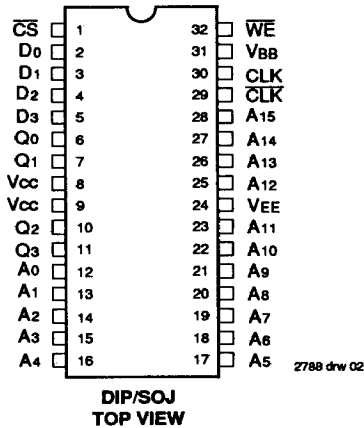 C̅S̅ 1 32 W̅E̅
D0 2 31 VBB
D1 3 30 CLK
D2 4 29 C̅L̅K̅
D3 5 28 A15
Q0 6 27 A14
Q1 7 26 A13
Vcc 8 25 A12
Vcc 9 24 VEE
Q2 10 23 A11
Q3 11 22 A10
A0 12 21 A9
A1 13 20 A8
A2 14 19 A7
A3 15 18 A6
A4 16 17 A5
2788 drw 02
DIP/SOJ
TOP VIEW